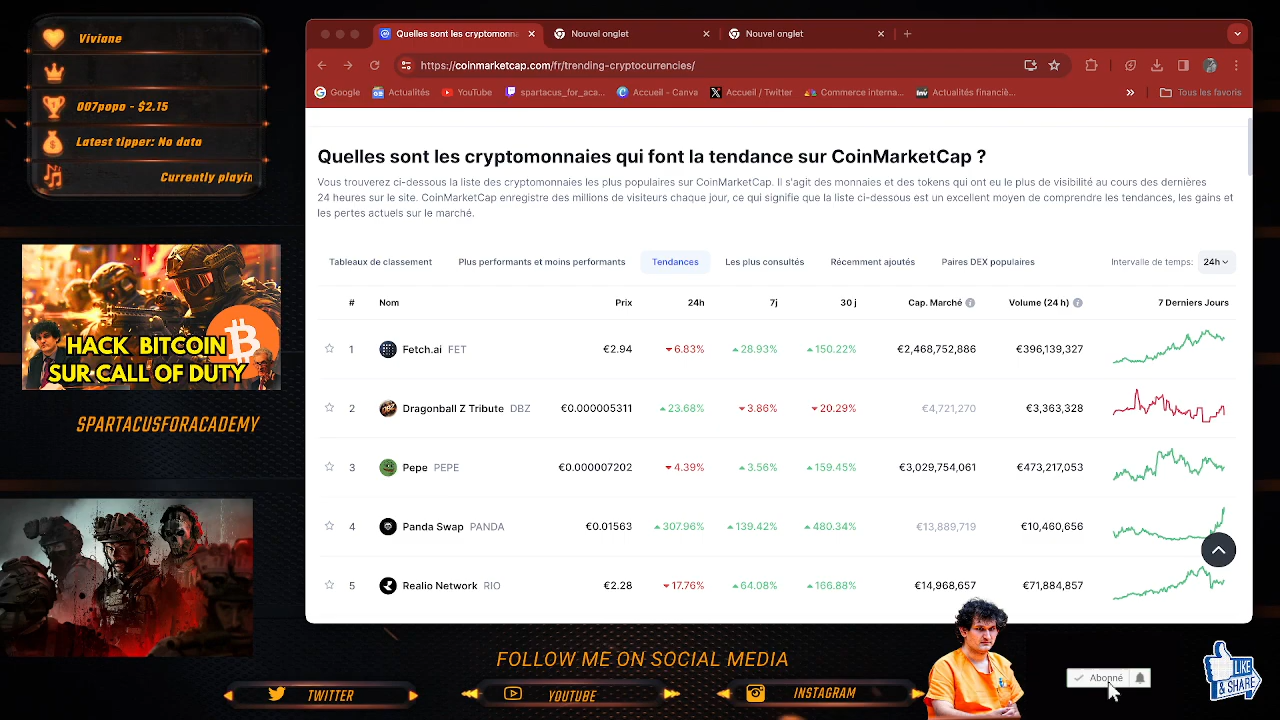 Viviane
007popo - $2.15
Latest tipper: No data
Currently playin
HACK BITCOIN
SUR CALL OF DUTY
SPARTACUSFORACADEMY
Quelles sont les cryptomonna
Nouvel onglet
Nouvel onglet
https://coinmarketcap.com/fr/trending-cryptocurrencies/
Google Actualités YouTube spartacus_for_aca... Accueil - Canva Accueil / Twitter Commerce interna... Actualités financiè... » Tous les favoris
Quelles sont les cryptomonnaies qui font la tendance sur CoinMarketCap ?
Vous trouverez ci-dessous la liste des cryptomonnaies les plus populaires sur CoinMarketCap. Il s'agit des monnaies et des tokens qui ont eu le plus de visibilité au cours des dernières
24 heures sur le site. CoinMarketCap enregistre des millions de visiteurs chaque jour, ce qui signifie que la liste ci-dessous est un excellent moyen de comprendre les tendances, les gains et
les pertes actuels sur le marché.
Tableaux de classement Plus performants et moins performants Tendances Les plus consultés Récemment ajoutés Paires DEX populaires Intervalle de temps: 24h
# Nom Prix 24h 7j 30 j Cap. Marché Volume (24 h) 7 Derniers Jours
1 Fetch.ai FET €2.94 6.83% 28.93% 150.22% €2,468,752,886 €396,139,327
2 Dragonball Z Tribute DBZ €0.000005311 23.68% 3.86% 20.29% €4,721,270 €3,363,328
3 Pepe PEPE €0.000007202 4.39% 3.56% 159.45% €3,029,754,061 €473,217,053
4 Panda Swap PANDA €0.01563 307.96% 139.42% 480.34% €13,889,719 €10,460,656
5 Realio Network RIO €2.28 17.76% 64.08% 166.88% €14,968,657 €71,884,857
FOLLOW ME ON SOCIAL MEDIA
TWITTER
YOUTUBE
INSTAGRAM
Abonné
LIKE
& SHARE